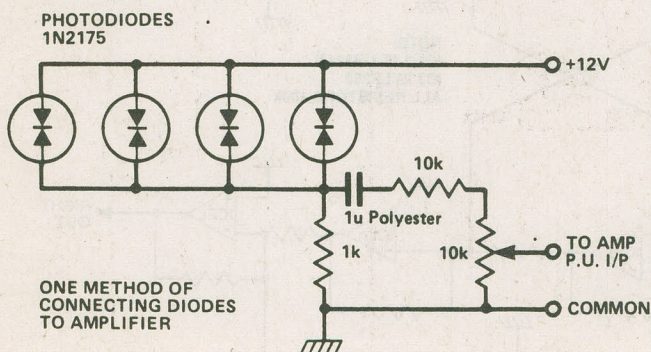 PHOTODIODES
1N2175
+12V
10k
1u Polyester
1k
10k
TO AMP
P.U. I/P
COMMON
ONE METHOD OF
CONNECTING DIODES
TO AMPLIFIER